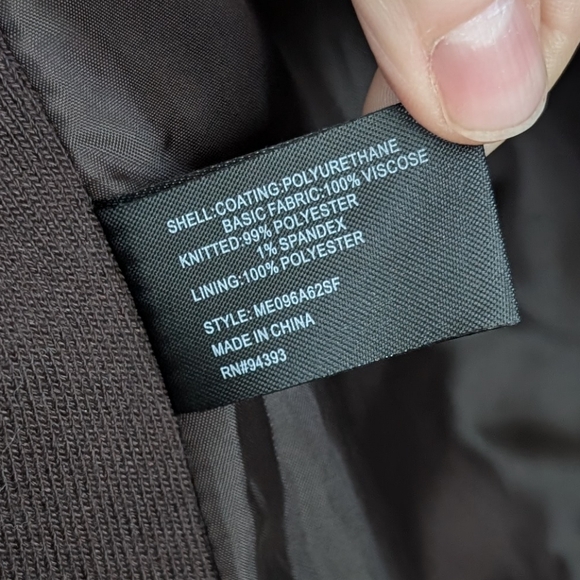 SHELL:COATING:POLYURETHANE
BASIC FABRIC:100% VISCOSE
KNITTED:99% POLYESTER
1% SPANDEX
LINING:100% POLYESTER
STYLE: ME096A62SF
MADE IN CHINA
RN#94393